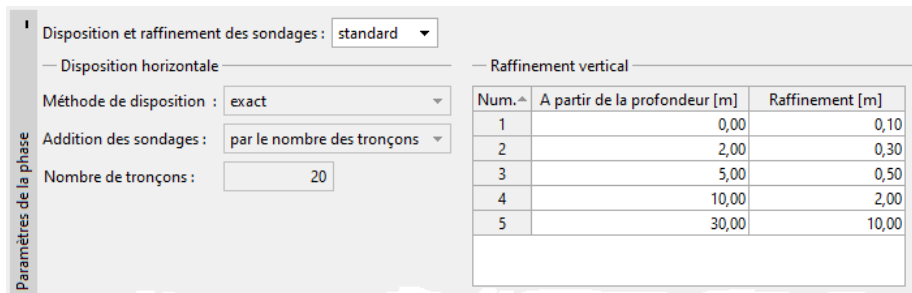 Paramètres de la phase
Disposition et raffinement des sondages : standard
Disposition horizontale
Méthode de disposition : exact
Addition des sondages : par le nombre des tronçons
Nombre de tronçons : 20
Raffinement vertical
Num. A partir de la profondeur [m] Raffinement [m]
1 0,00 0,10
2 2,00 0,30
3 5,00 0,50
4 10,00 2,00
5 30,00 10,00